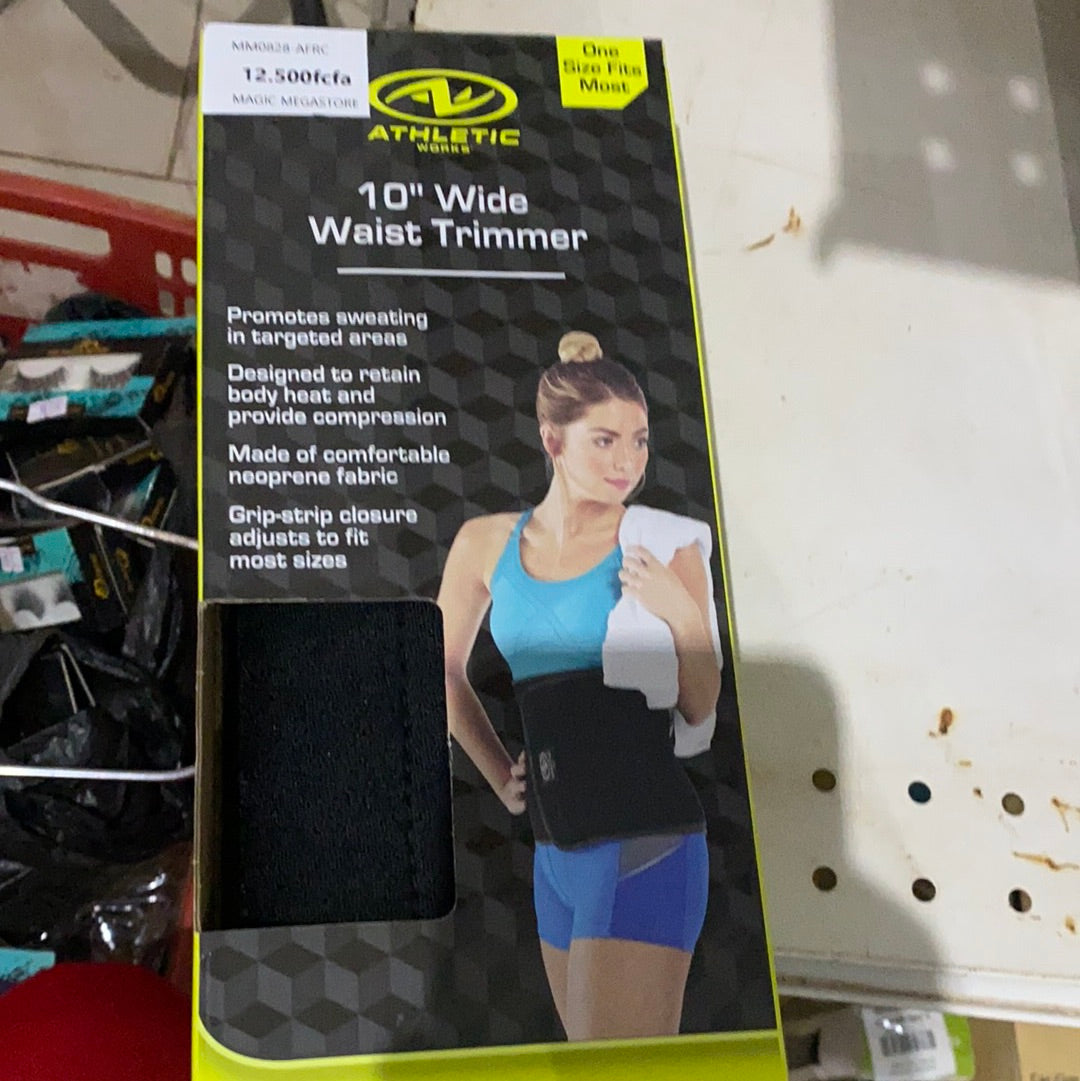 MM0828-AFRC
12.500fcfa
MAGIC MEGASTORE
One
Size Fits
Most
ATHLETIC
WORKS
10" Wide
Waist Trimmer
Promotes sweating
in targeted areas
Designed to retain
body heat and
provide compression
Made of comfortable
neoprene fabric
Grip-strip closure
adjusts to fit
most sizes